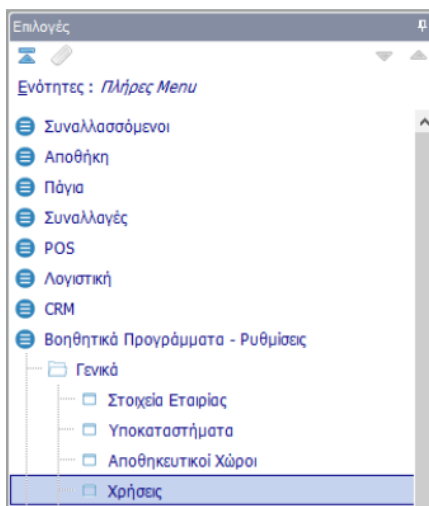 Επιλογές
Ενότητες : Πλήρες Menu
Συναλλασσόμενοι
Αποθήκη
Πάγια
Συναλλαγές
POS
Λογιστική
CRM
Βοηθητικά Προγράμματα - Ρυθμίσεις
Γενικά
Στοιχεία Εταιρίας
Υποκαταστήματα
Αποθηκευτικοί Χώροι
Χρήσεις